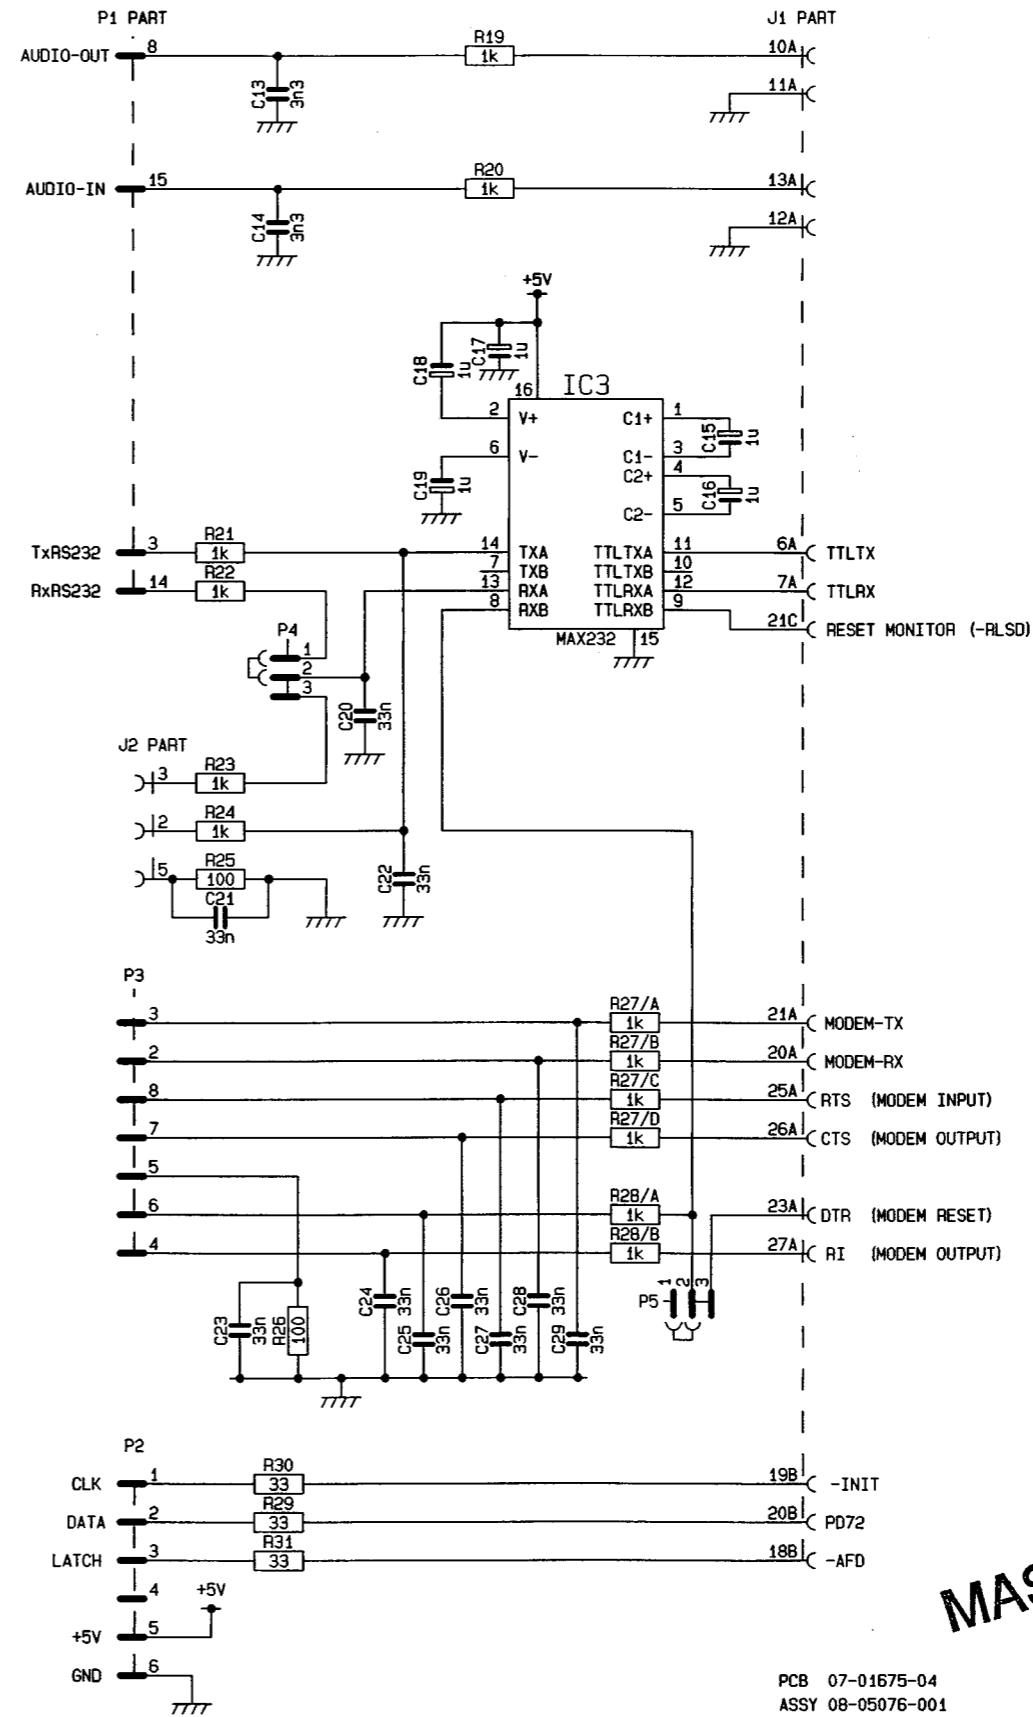 P1 PART
J1 PART
AUDIO-OUT 8 R19 1k 10A
C13 3n3
11A
AUDIO-IN 15 R20 1k 13A
C14 3n3
12A
+5V
C18 1u
C17 1u
16 IC3
2 V+ C1+ 1
C15 1u
6 V- C1- 3
C19 1u
C2+ 4
C16 1u
C2- 5
TxRS232 3 R21 1k 14 TXA TTLTXA 11 6A TTLTX
7 TXB TTLTXB 10
RxRS232 14 R22 1k 13 RXA TTLRXA 12 7A TTLRX
8 RXB TTLRXB 9
21C RESET MONITOR (-RLSD)
MAX232 15
P4
1
2
3
C20 33n
J2 PART
3 R23 1k
2 R24 1k
5 R25 100
C21
33n
C22 33n
P3
3 R27/A 1k 21A MODEM-TX
2 R27/B 1k 20A MODEM-RX
8 R27/C 1k 25A RTS (MODEM INPUT)
7 R27/D 1k 26A CTS (MODEM OUTPUT)
5
6 R28/A 1k 23A DTR (MODEM RESET)
4 R28/B 1k 27A RI (MODEM OUTPUT)
P5 1 2 3
C23 33n
R26 100
C24 33n
C25 33n
C26 33n
C27 33n
C28 33n
C29 33n
P2
CLK 1 R30 33 19B -INIT
DATA 2 R29 33 20B PD72
LATCH 3 R31 33 18B -AFD
4
+5V
+5V 5
GND 6
MAS
PCB 07-01675-04
ASSY 08-05076-001